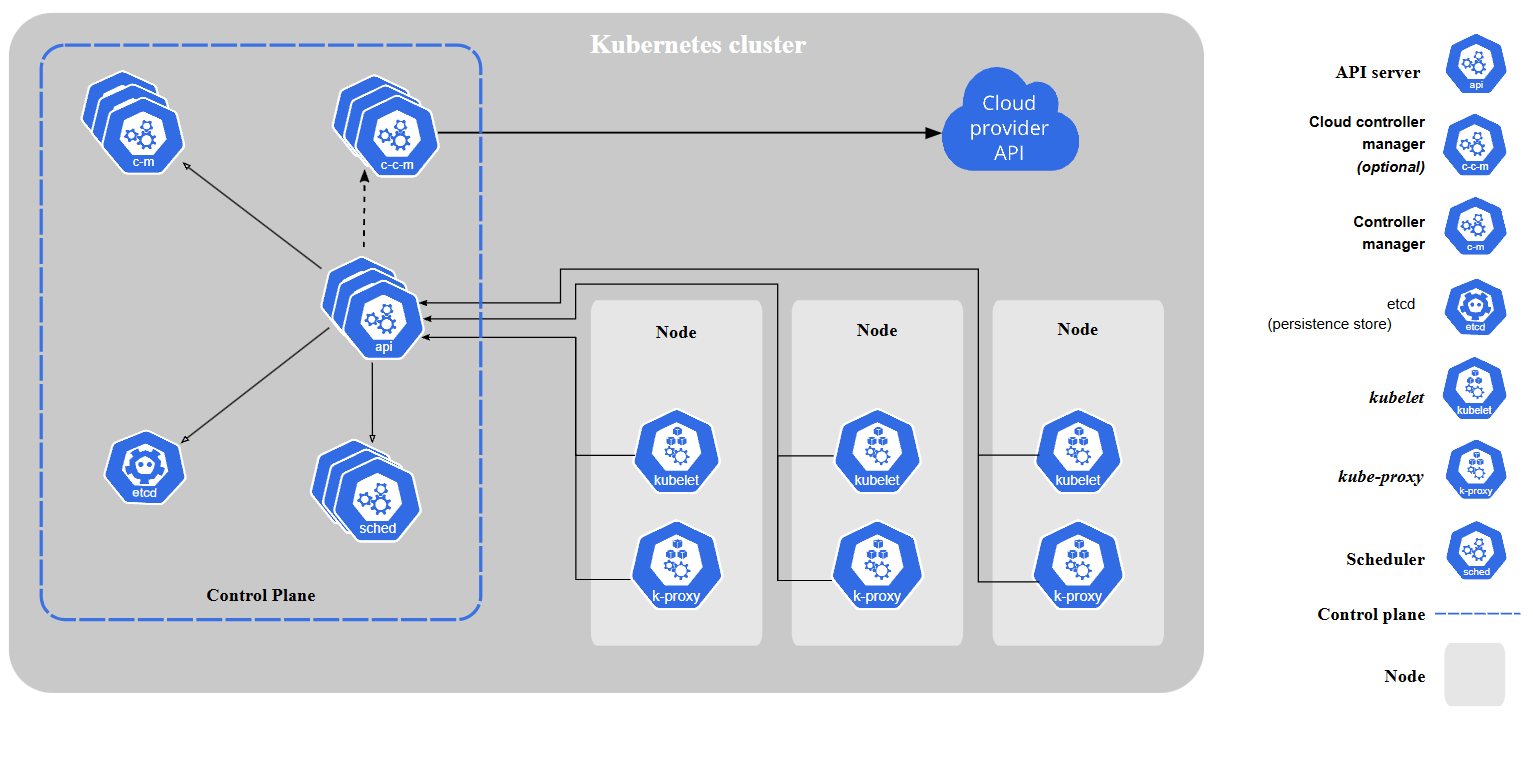 Kubernetes cluster
c-m
c-c-m
Cloud
provider
API
api
etcd
sched
Control Plane
Node
kubelet
k-proxy
Node
kubelet
k-proxy
Node
kubelet
k-proxy
API server
api
Cloud controller
manager
(optional)
c-c-m
Controller
manager
c-m
etcd
(persistence store)
etcd
kubelet
kubelet
kube-proxy
k-proxy
Scheduler
sched
Control plane
Node